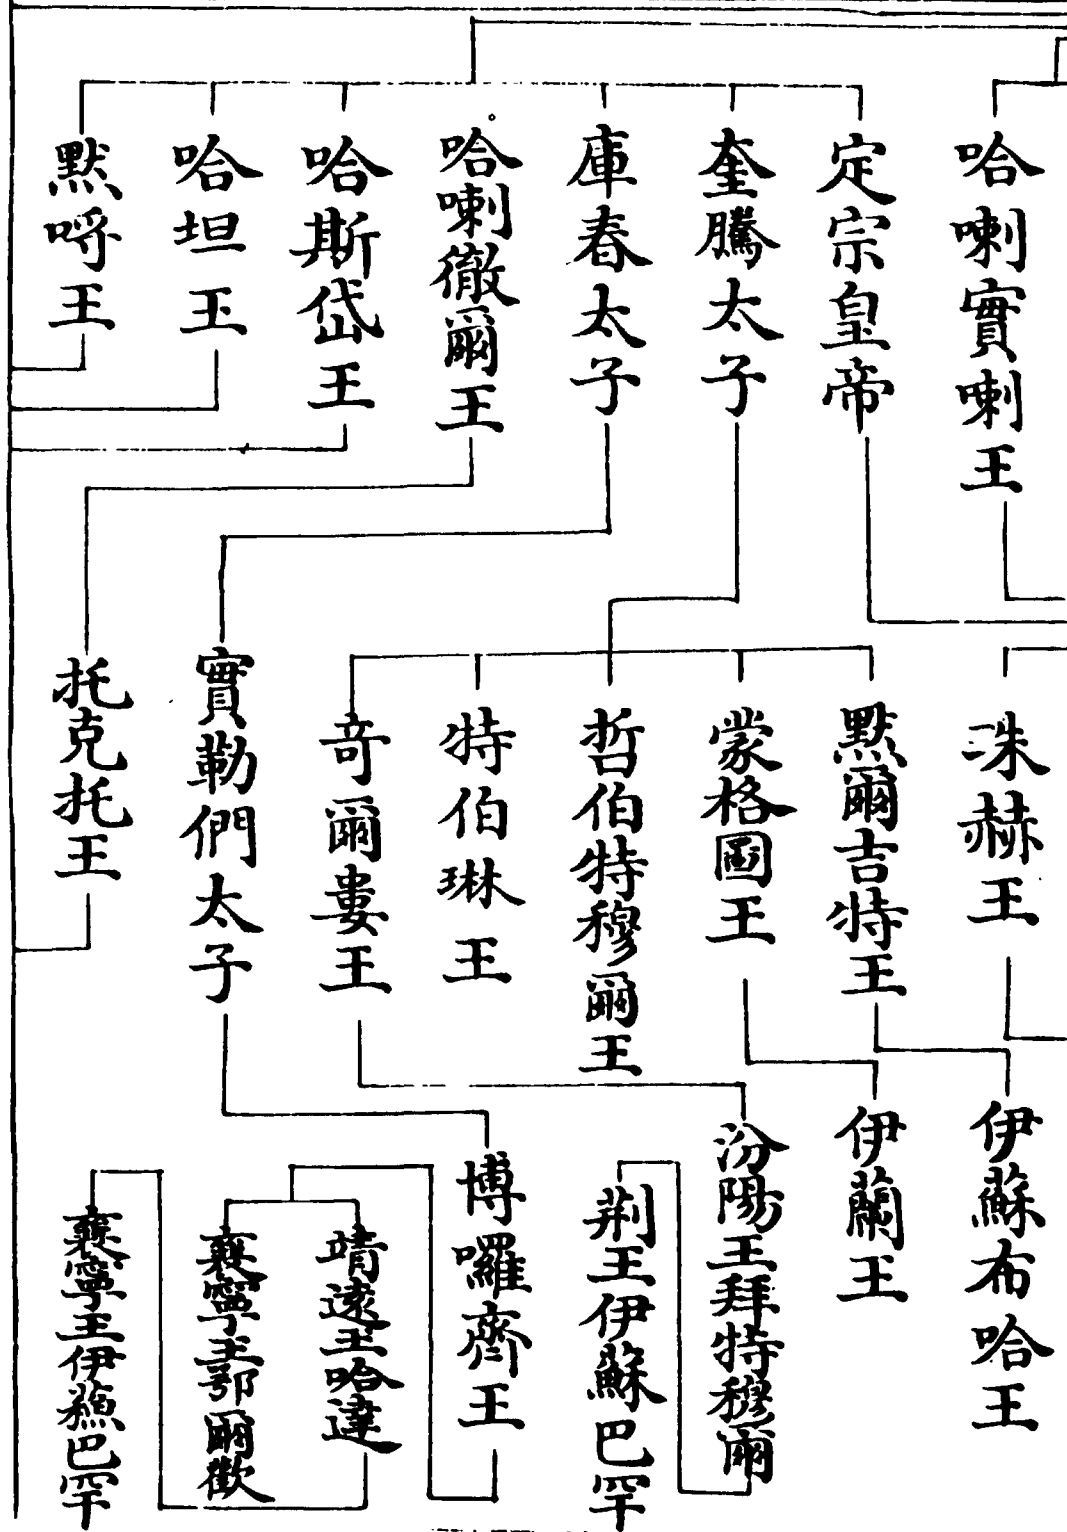 哈喇實喇王
定宗皇帝
奎騰太子
庫春太子
哈喇徹爾王
哈斯岱王
哈坦王
默呼王
洙赫王
默爾吉特王
蒙格圖王
哲伯特穆爾王
特伯琳王
奇爾婁王
實勒們太子
托克托王
伊蘇布哈王
伊蘭王
汾陽王拜特穆爾
荆王伊蘇巴罕
博囉齊王
靖遠王哈達
襄寧王鄂爾歡
襄寧王伊蘇巴罕